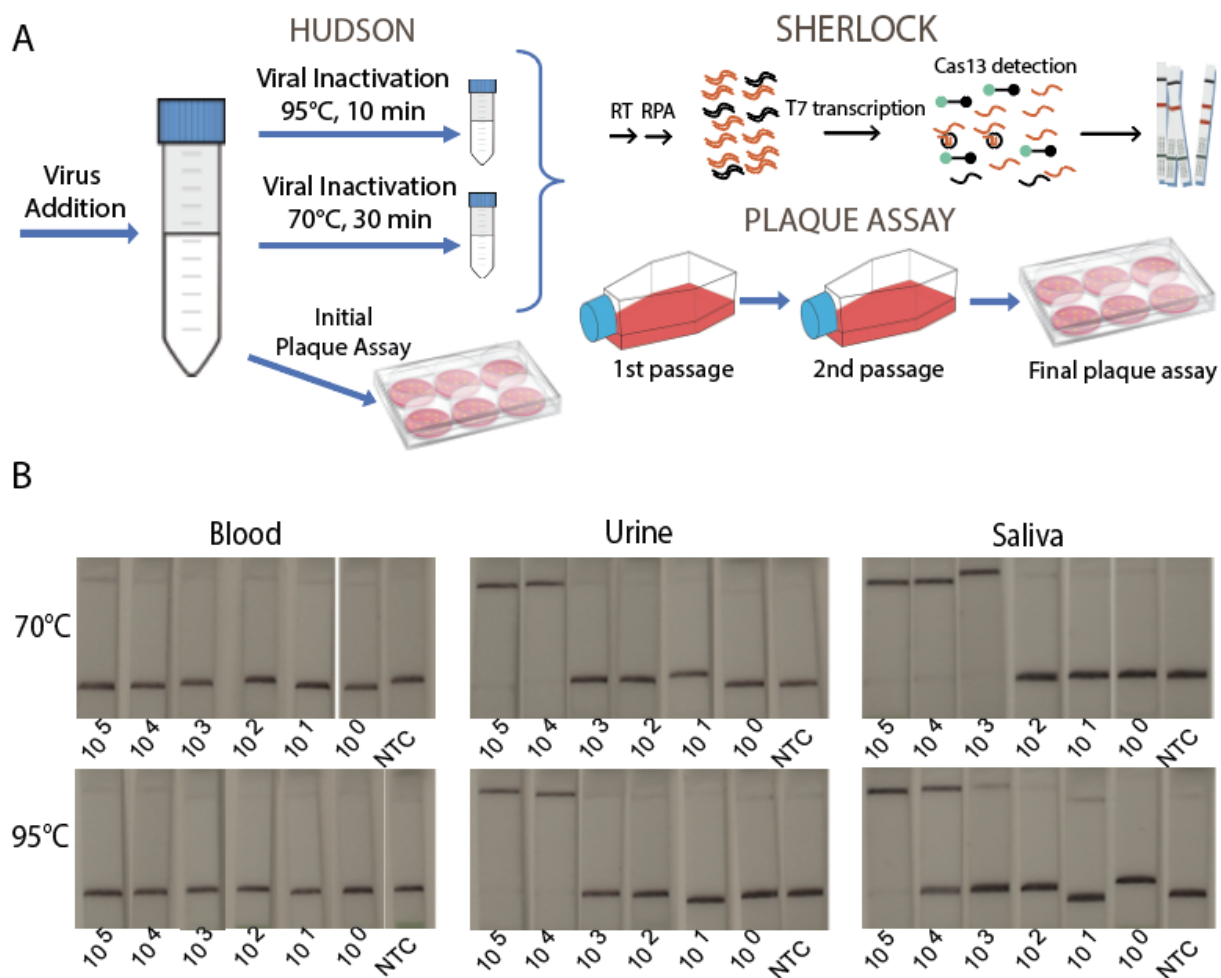 A
HUDSON
SHERLOCK
Viral Inactivation
95°C, 10 min
Cas13 detection
RT RPA
T7 transcription
Virus
Addition
Viral Inactivation
70°C, 30 min
PLAQUE ASSAY
Initial
Plaque Assay
1st passage
2nd passage
Final plaque assay
B
Blood
Urine
Saliva
70°C
10 5 10 4 10 3 10 2 10 1 10 0 NTC
10 5 10 4 10 3 10 2 10 1 10 0 NTC
10 5 10 4 10 3 10 2 10 1 10 0 NTC
95°C
10 5 10 4 10 3 10 2 10 1 10 0 NTC
10 5 10 4 10 3 10 2 10 1 10 0 NTC
10 5 10 4 10 3 10 2 10 1 10 0 NTC